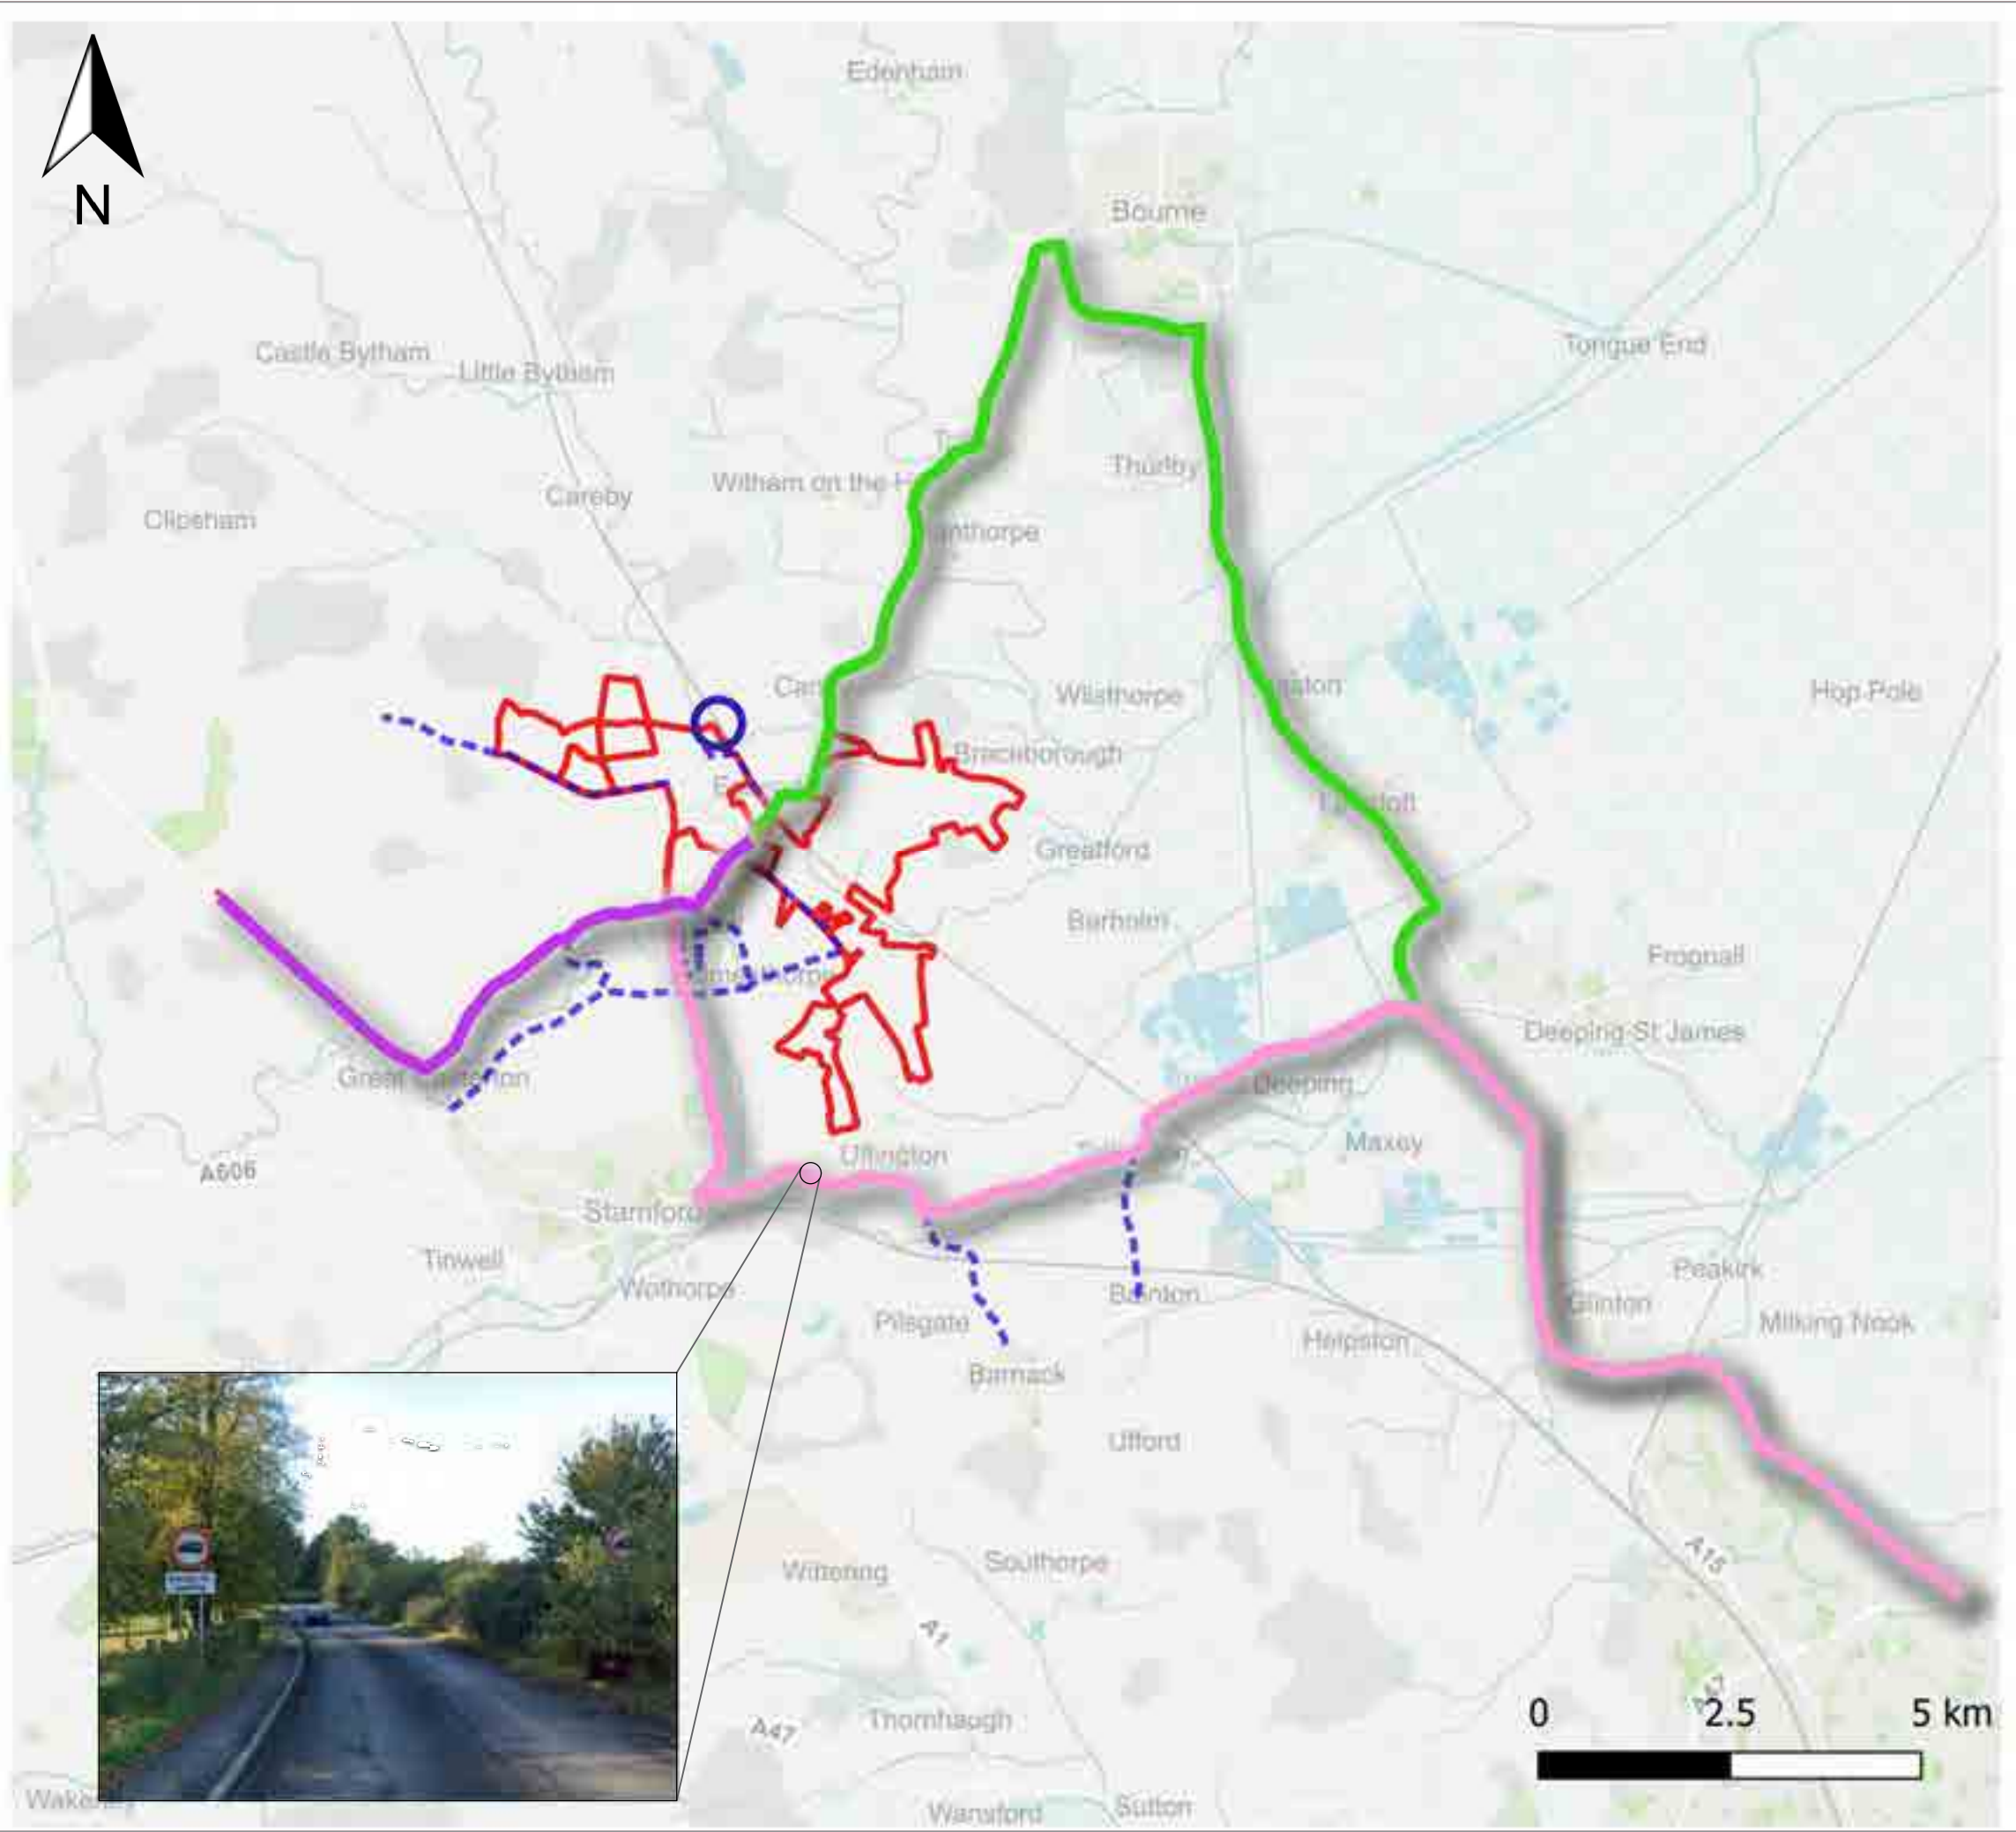 Edenham
N
Bourne
Tongue End
Castle Bytham
Little Bytham
Thurlby
Witham on the H
Careby
Clipsham
anthorpe
Car
Wilsthorpe
Hop Pole
Braceborough
Greatford
Barholm
Frognall
Deeping St James
Great
Deeping
Maxey
Uffington
A606
Stamford
Tinwell
Wothorpe
Peakirk
Bainton
Glinton
Pilsgate
Milking Nook
Helpston
Barnack
Ufford
A15
Southorpe
Wittering
A1
0 2.5 5 km
A47
Thornhaugh
Wansford
Sutton